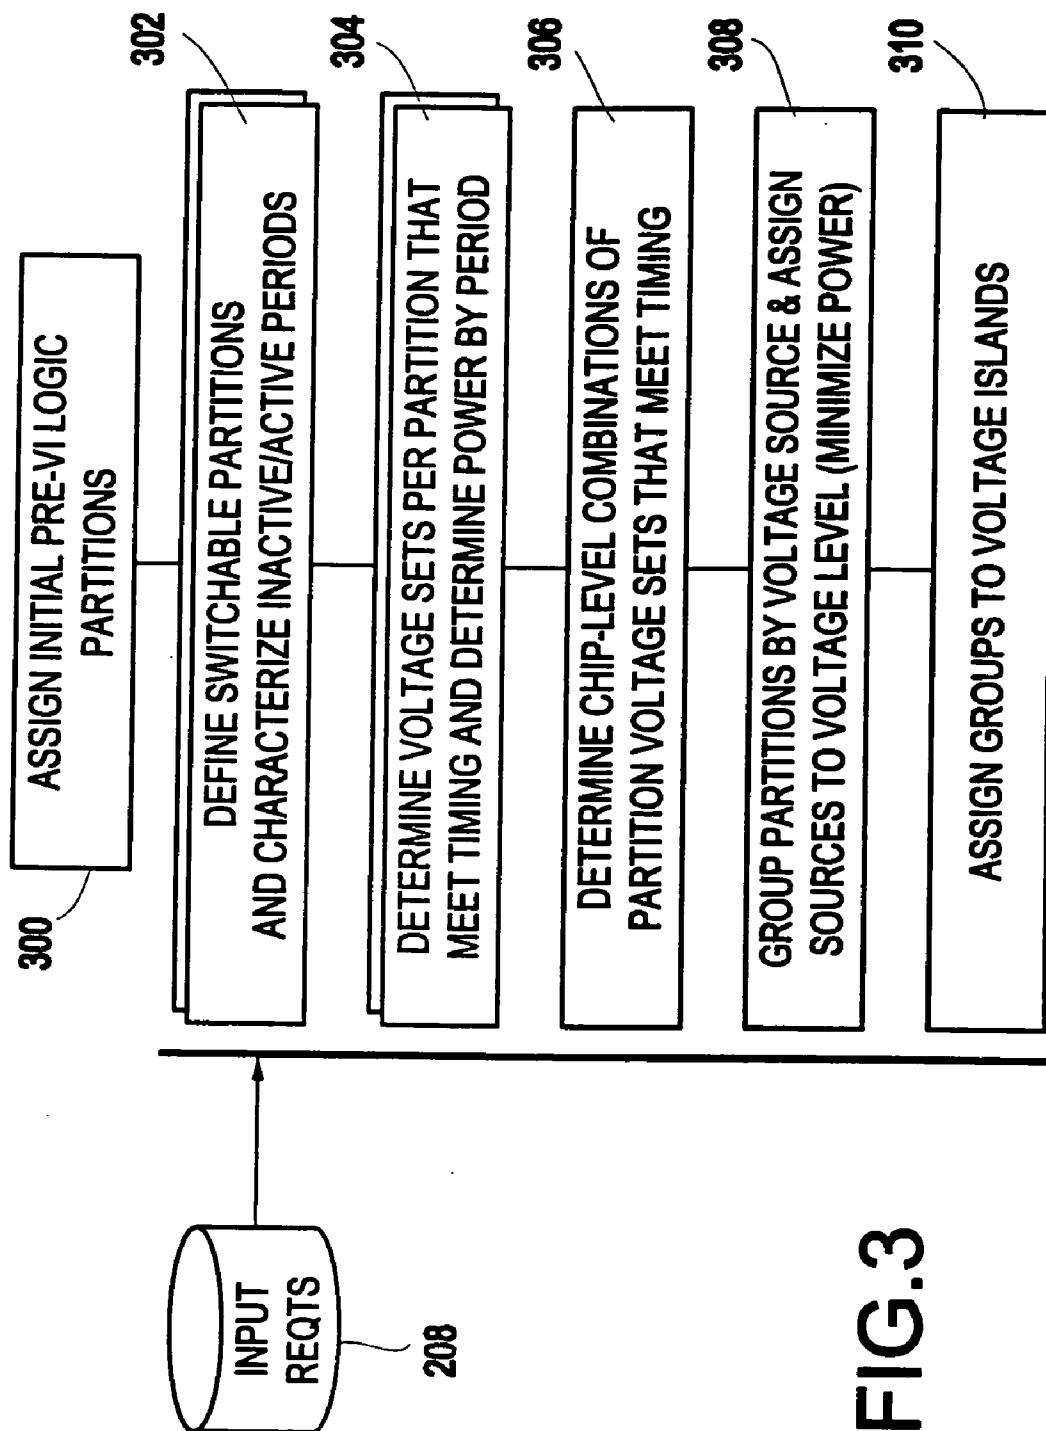 300
ASSIGN INITIAL PRE-VI LOGIC
PARTITIONS
302
DEFINE SWITCHABLE PARTITIONS
AND CHARACTERIZE INACTIVE/ACTIVE PERIODS
304
DETERMINE VOLTAGE SETS PER PARTITION THAT
MEET TIMING AND DETERMINE POWER BY PERIOD
306
DETERMINE CHIP-LEVEL COMBINATIONS OF
PARTITION VOLTAGE SETS THAT MEET TIMING
308
GROUP PARTITIONS BY VOLTAGE SOURCE & ASSIGN
SOURCES TO VOLTAGE LEVEL (MINIMIZE POWER)
310
ASSIGN GROUPS TO VOLTAGE ISLANDS
INPUT
REQTS
208
FIG.3